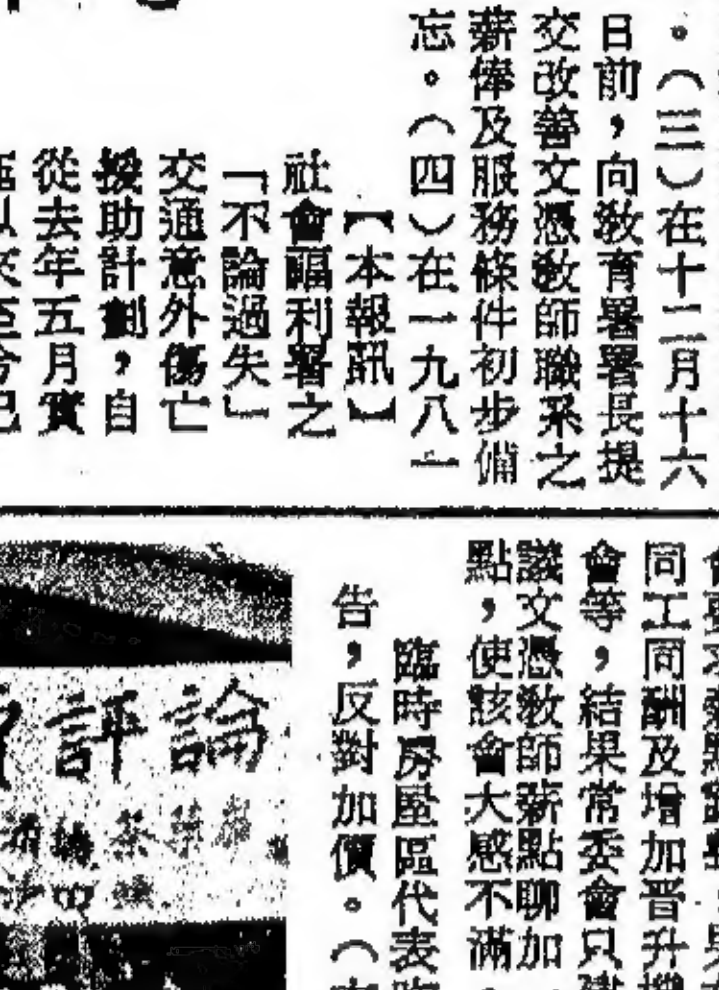 。(三)在十二月十六
日前,向敎育署署長提
交改善文憑敎師職系之
薪俸及服務條件初步備
忘。(四)在一九八一
【本報訊】
社會福利署之
「不論過失」
交通意外傷亡
援助計劃,自
從去年五月實
同工同酬及增加晋升機
會等,結果常委會只建
議文憑敎師薪點聊加
點,使該會大感不滿。
臨時房屋區代表昨
告,反對加價。(
評論